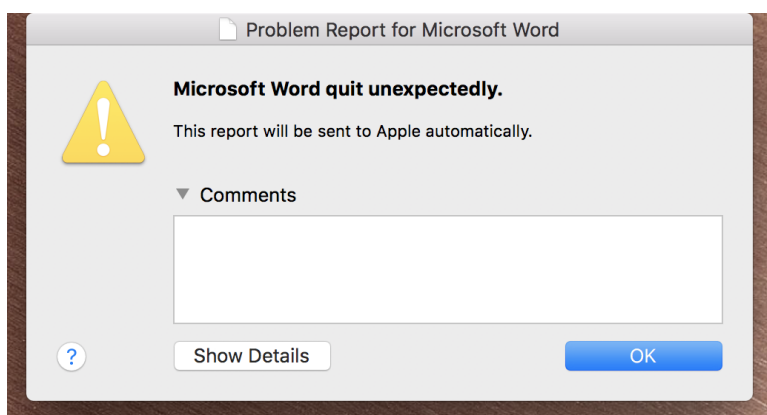 Problem Report for Microsoft Word
Microsoft Word quit unexpectedly.
This report will be sent to Apple automatically.
Comments
?
Show Details
OK